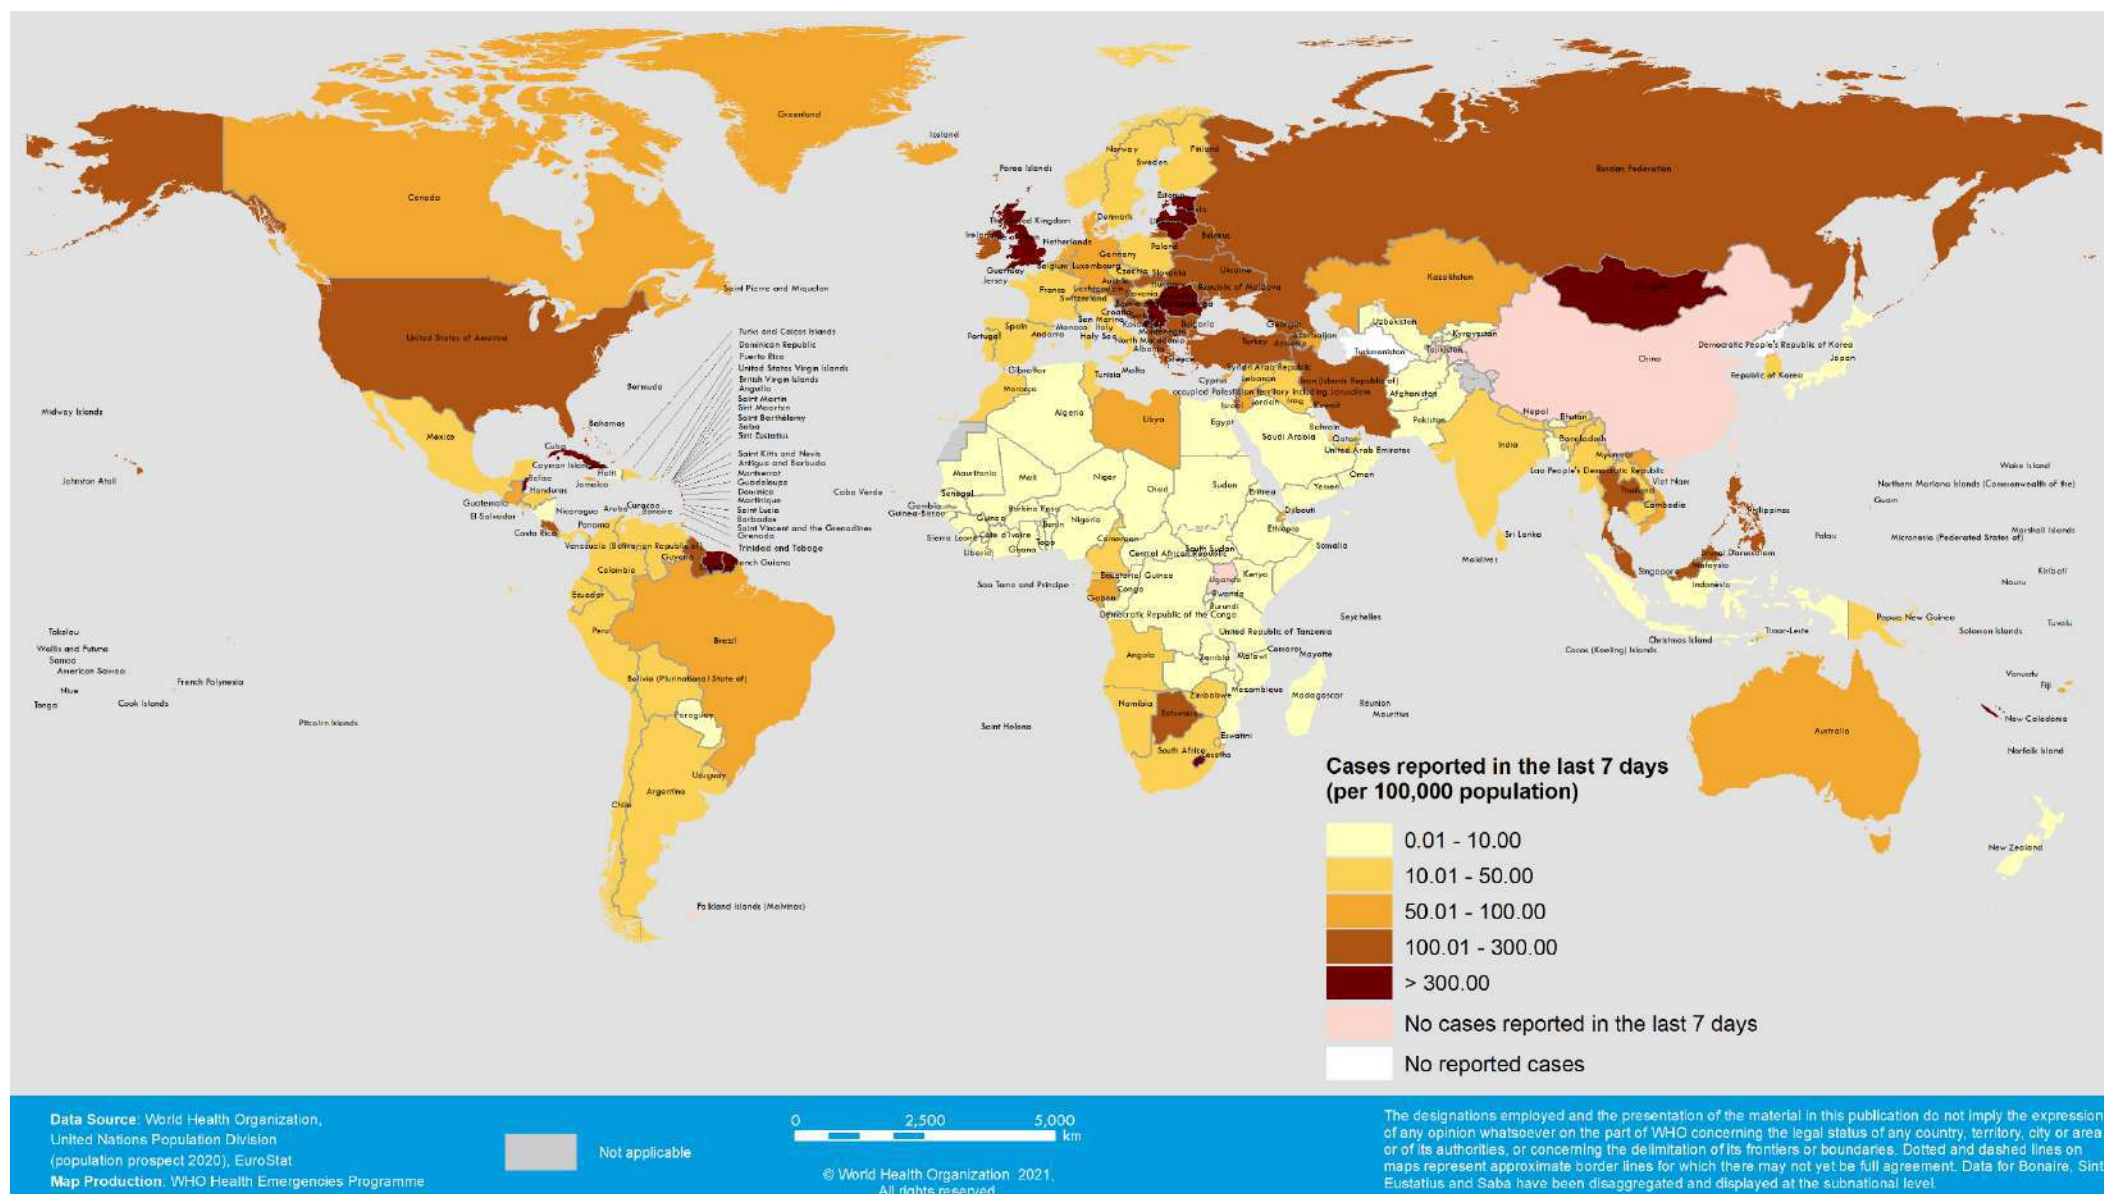 Greenland
Iceland
Faroe Islands
Norway
Sweden
Finland
Russian Federation
Canada
Estonia
Denmark
Kingdom
Netherlands
Belarus
Poland
Germany
Belgium
Luxembourg
Guernsey
Jersey
Czechia
Slovakia
Ukraine
Kazakhstan
France
Switzerland
Republic of Moldova
Saint Pierre and Miquelon
United States of America
Turks and Caicos Islands
Dominican Republic
Puerto Rico
United States Virgin Islands
British Virgin Islands
Anguilla
Saint Martin
Sint Maarten
Saint Barthélemy
Saba
Sint Eustatius
Saint Kitts and Nevis
Antigua and Barbuda
Montserrat
Guadeloupe
Dominica
Martinique
Saint Lucia
Barbados
Saint Vincent and the Grenadines
Grenada
Trinidad and Tobago
Croatia
San Marino
Spain
Portugal
Andorra
Monaco
Italy
Holy See
North Macedonia
Albania
Bulgaria
Greece
Georgia
Azerbaijan
Turkey
Uzbekistan
Kyrgyzstan
Tajikistan
Turkmenistan
China
Democratic People's Republic of Korea
Japan
Republic of Korea
Gibraltar
Tunisia
Malta
Cyprus
Syrian Arab Republic
Lebanon
Iran (Islamic Republic of)
occupied Palestinian territory including Jerusalem
Israel
Jordan
Iraq
Kuwait
Afghanistan
Pakistan
Nepal
Bhutan
Bermuda
Bahamas
Midway Islands
Mexico
Cuba
Cayman Islands
Haiti
Belize
Jamaica
Johnston Atoll
Honduras
Guatemala
El Salvador
Nicaragua
Aruba
Curaçao
Bonaire
Panama
Costa Rica
Venezuela (Bolivarian Republic of)
Guyana
French Guiana
Colombia
Ecuador
Peru
Brazil
Bolivia (Plurinational State of)
Paraguay
Uruguay
Argentina
Chile
Falkland Islands (Malvinas)
Morocco
Algeria
Libya
Egypt
Saudi Arabia
Bahrain
Qatar
United Arab Emirates
Oman
Yemen
India
Bangladesh
Myanmar
Lao People's Democratic Republic
Viet Nam
Thailand
Cambodia
Philippines
Cabo Verde
Mauritania
Mali
Niger
Chad
Sudan
Eritrea
Senegal
Gambia
Guinea-Bissau
Guinea
Burkina Faso
Benin
Nigeria
Djibouti
Ethiopia
Sierra Leone
Côte d'Ivoire
Liberia
Ghana
Togo
Cameroon
Central African Republic
South Sudan
Somalia
Sao Tome and Principe
Equatorial Guinea
Gabon
Congo
Uganda
Kenya
Rwanda
Burundi
Democratic Republic of the Congo
Seychelles
United Republic of Tanzania
Angola
Zambia
Malawi
Comoros
Mayotte
Namibia
Zimbabwe
Mozambique
Madagascar
Botswana
Réunion
Mauritius
Saint Helena
Eswatini
South Africa
Lesotho
Sri Lanka
Maldives
Brunei Darussalam
Malaysia
Singapore
Indonesia
Palau
Wake Island
Northern Mariana Islands (Commonwealth of the)
Guam
Marshall Islands
Micronesia (Federated States of)
Kiribati
Nauru
Papua New Guinea
Solomon Islands
Tuvalu
Timor-Leste
Christmas Island
Cocos (Keeling) Islands
Vanuatu
Fiji
New Caledonia
Australia
Norfolk Island
New Zealand
Tokelau
Wallis and Futuna
Samoa
American Samoa
Niue
Tonga
Cook Islands
French Polynesia
Pitcairn Islands
Cases reported in the last 7 days
(per 100,000 population)
0.01 - 10.00
10.01 - 50.00
50.01 - 100.00
100.01 - 300.00
> 300.00
No cases reported in the last 7 days
No reported cases
Data Source: World Health Organization,
United Nations Population Division
(population prospect 2020), EuroStat
Map Production: WHO Health Emergencies Programme
Not applicable
0 2,500 5,000
km
© World Health Organization 2021,
All rights reserved
The designations employed and the presentation of the material in this publication do not imply the expression
of any opinion whatsoever on the part of WHO concerning the legal status of any country, territory, city or area
or of its authorities, or concerning the delimitation of its frontiers or boundaries. Dotted and dashed lines on
maps represent approximate border lines for which there may not yet be full agreement. Data for Bonaire, Sint
Eustatius and Saba have been disaggregated and displayed at the subnational level.